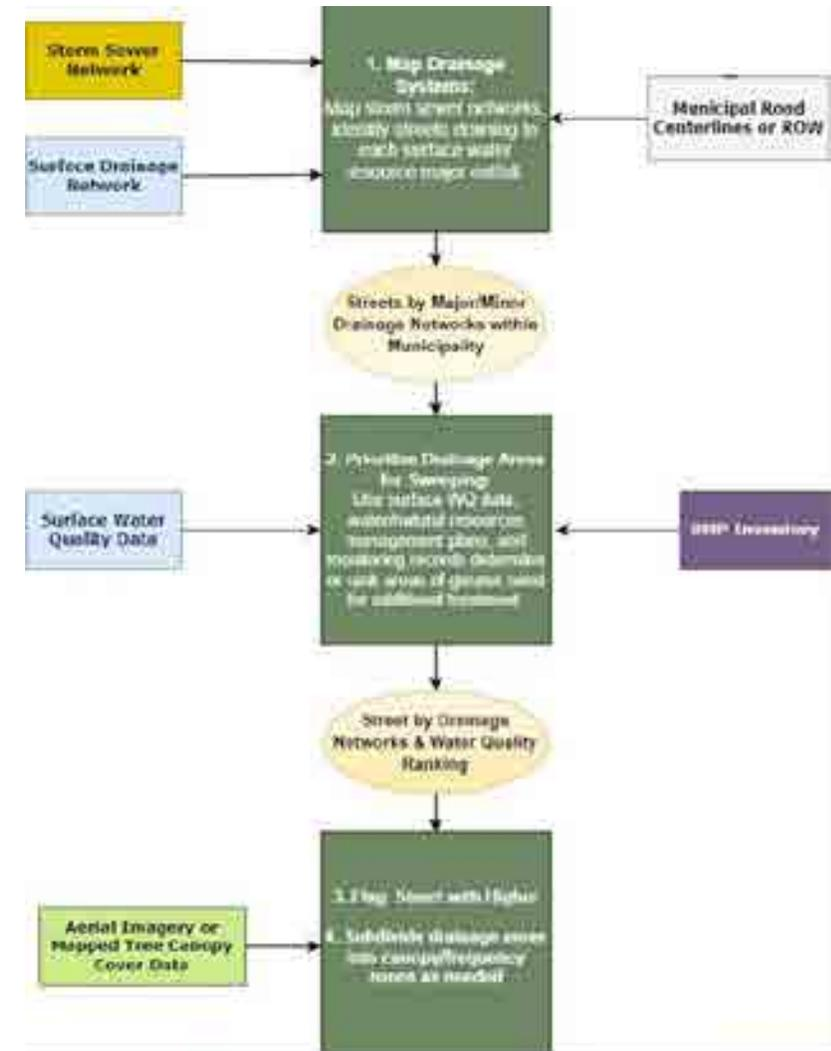 Storm Sewer
Network
1. Map Drainage
Systems:
Map storm sewer networks,
identify streets draining to
each surface water
resource major outfall
Municipal Road
Centerlines or ROW
Surface Drainage
Network
Streets by Major/Minor
Drainage Networks within
Municipality
2. Prioritize Drainage Areas
for Sweeping:
Use surface WQ data,
water/natural resources
management plans, and
monitoring records determine
or rank areas of greater need
for additional treatment
Surface Water
Quality Data
BMP Inventory
Street by Drainage
Networks & Water Quality
Ranking
3. Flag Street with Higher
4. Subdivide drainage areas
into canopy/frequency
zones as needed
Aerial Imagery or
Mapped Tree Canopy
Cover Data